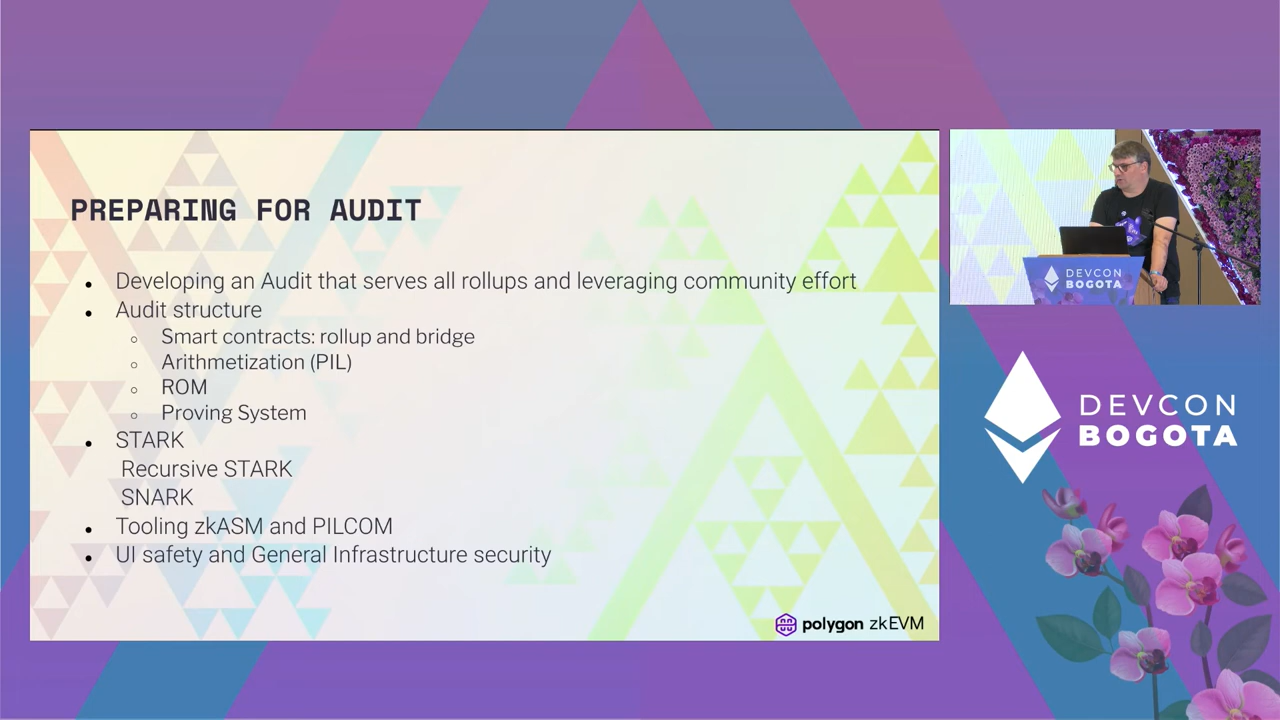 PREPARING FOR AUDIT
● Developing an Audit that serves all rollups and leveraging community effort
● Audit structure
○ Smart contracts: rollup and bridge
○ Arithmetization (PIL)
○ ROM
○ Proving System
● STARK
Recursive STARK
SNARK
● Tooling zkASM and PILCOM
● UI safety and General Infrastructure security
polygon zkEVM
DEVCON
BOGOTA
DEVCON
BOGOTA